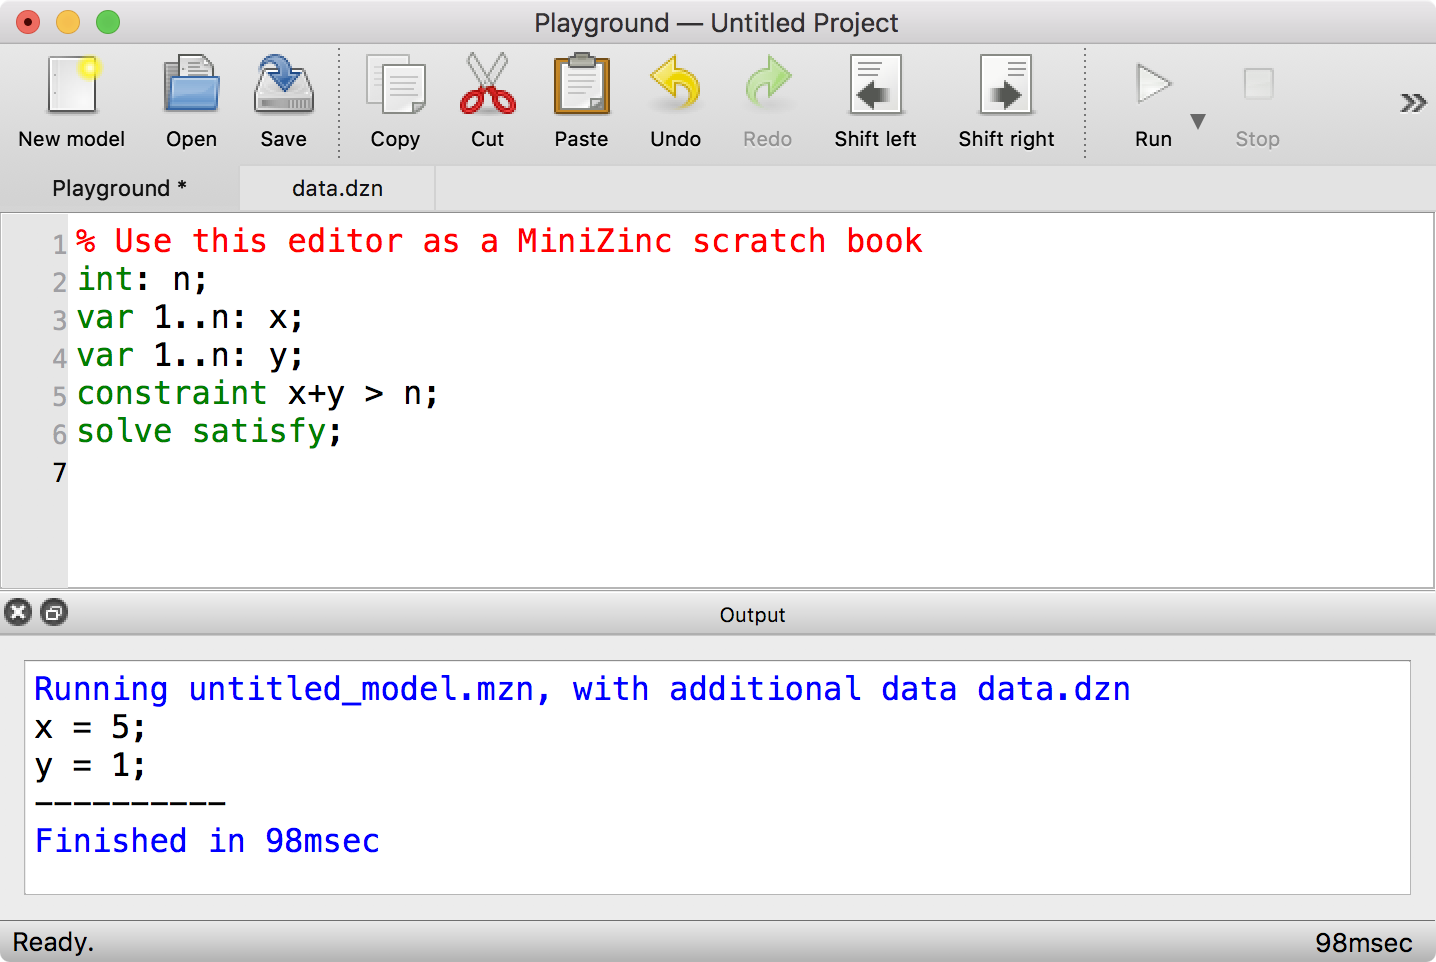 Playground — Untitled Project
New model Open Save Copy Cut Paste Undo Redo Shift left Shift right Run Stop
Playground * data.dzn
1 % Use this editor as a MiniZinc scratch book
2 int: n;
3 var 1..n: x;
4 var 1..n: y;
5 constraint x+y > n;
6 solve satisfy;
7
Output
Running untitled_model.mzn, with additional data data.dzn
x = 5;
y = 1;
----------
Finished in 98msec
Ready. 98msec